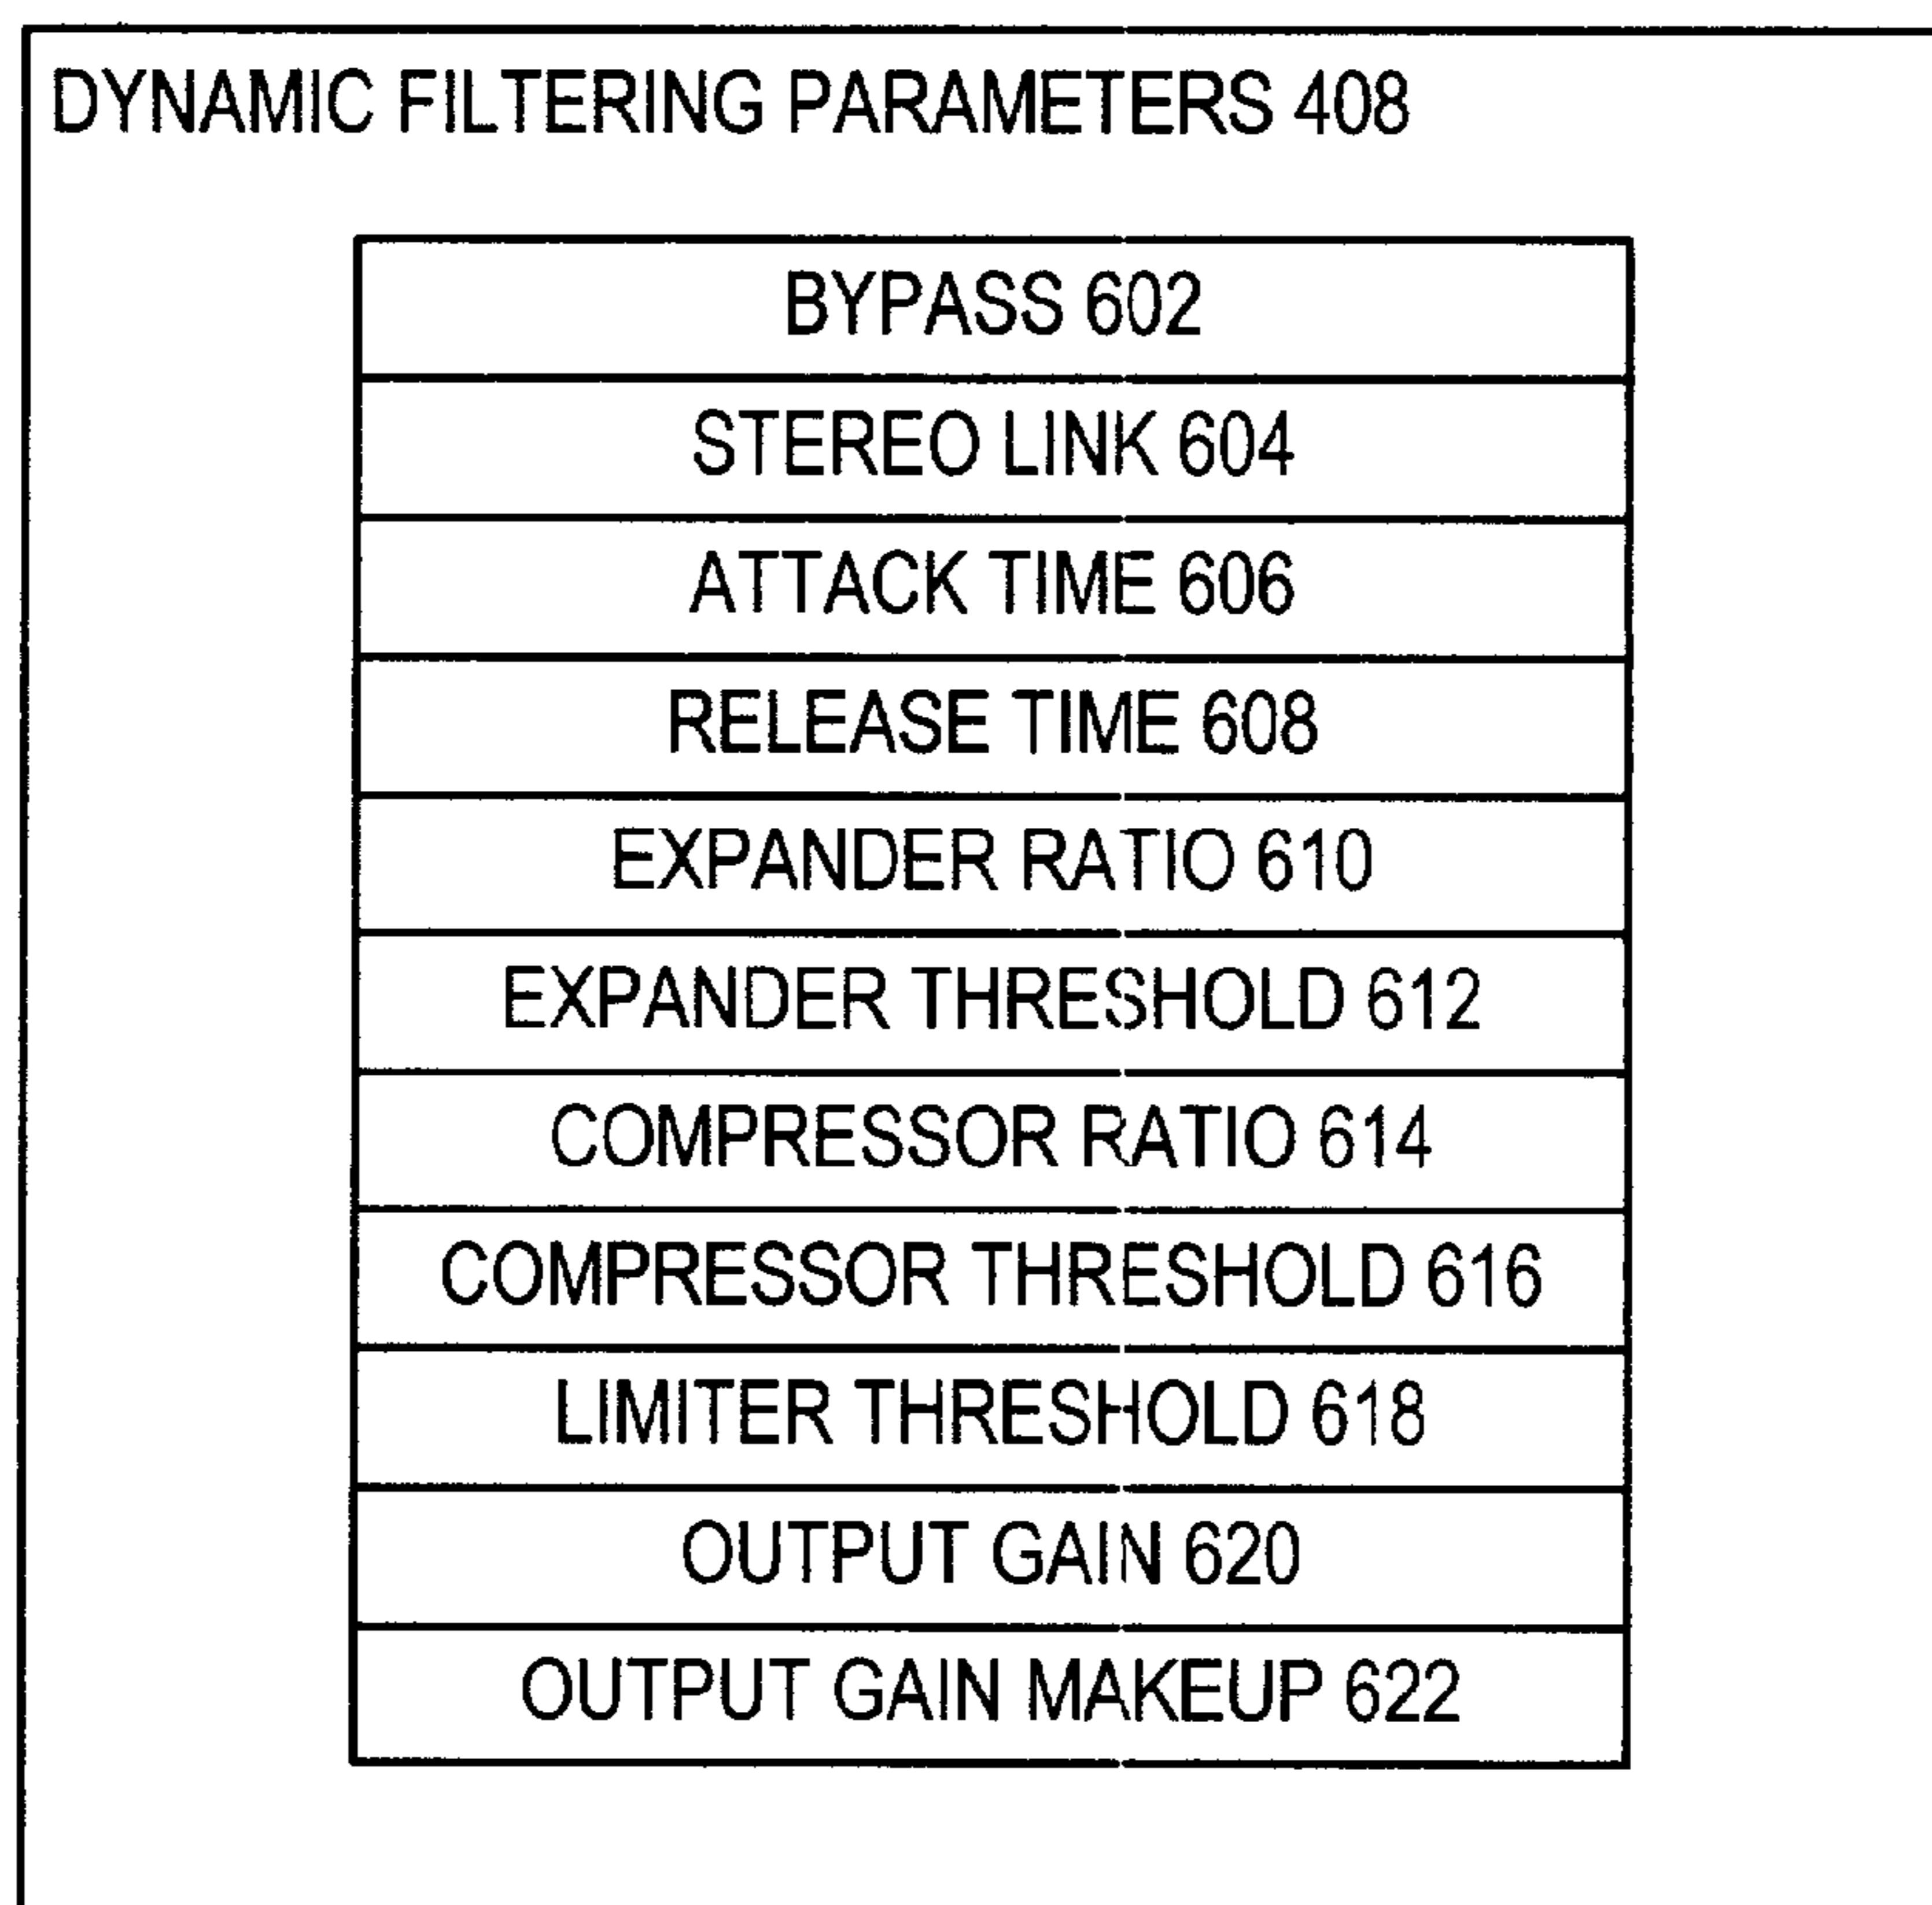 DYNAMIC FILTERING PARAMETERS 408
BYPASS 602
STEREO LINK 604
ATTACK TIME 606
RELEASE TIME 608
EXPANDER RATIO 610
EXPANDER THRESHOLD 612
COMPRESSOR RATIO 614
COMPRESSOR THRESHOLD 616
LIMITER THRESHOLD 618
OUTPUT GAIN 620
OUTPUT GAIN MAKEUP 622